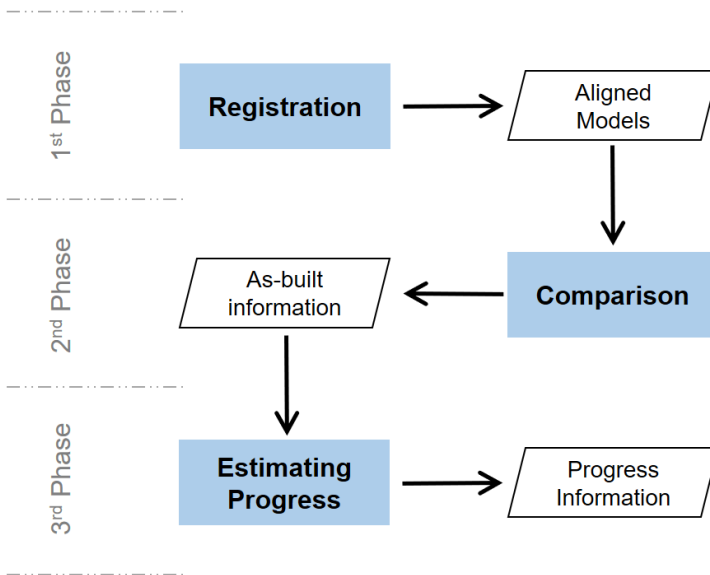 1st Phase
Registration
Aligned
Models
2nd Phase
As-built
information
Comparison
3rd Phase
Estimating
Progress
Progress
Information